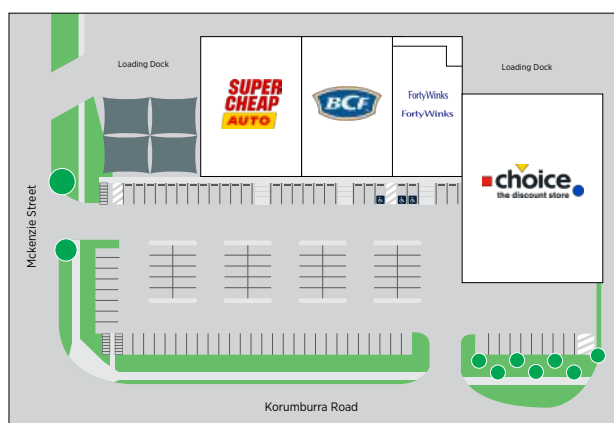 Loading Dock
SUPER
CHEAP
AUTO
BCF
FortyWinks
FortyWinks
Loading Dock
choice
the discount store
Mckenzie Street
Korumburra Road